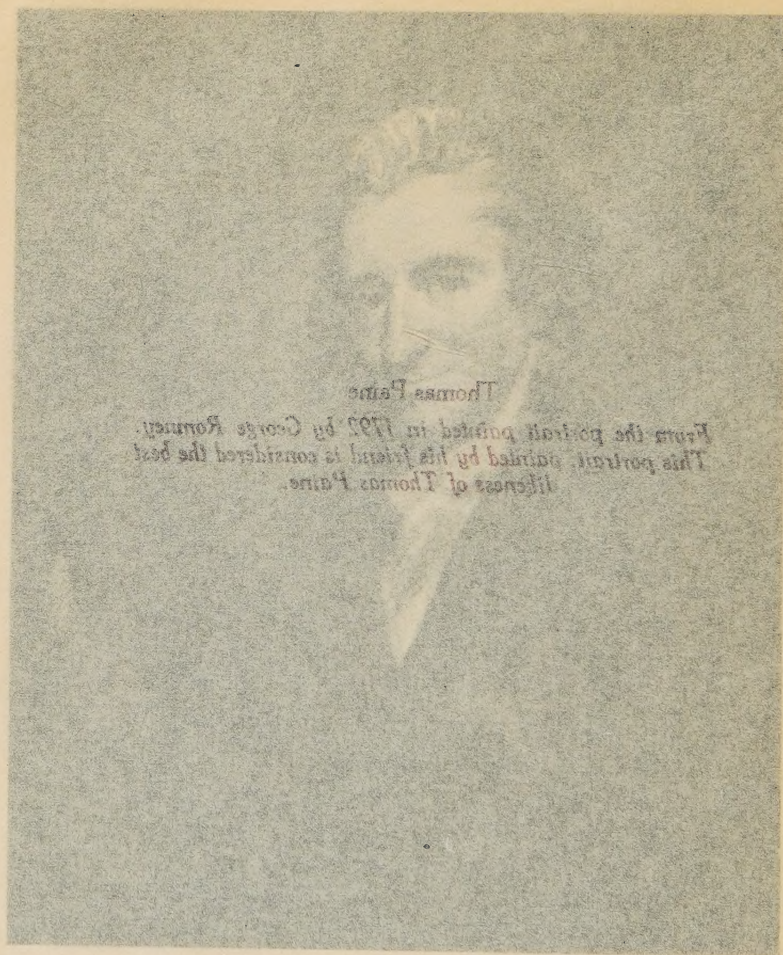 Thomas Paine
From the portrait painted in 1792 by George Romney.
This portrait, painted by his friend is considered the best
likeness of Thomas Paine.